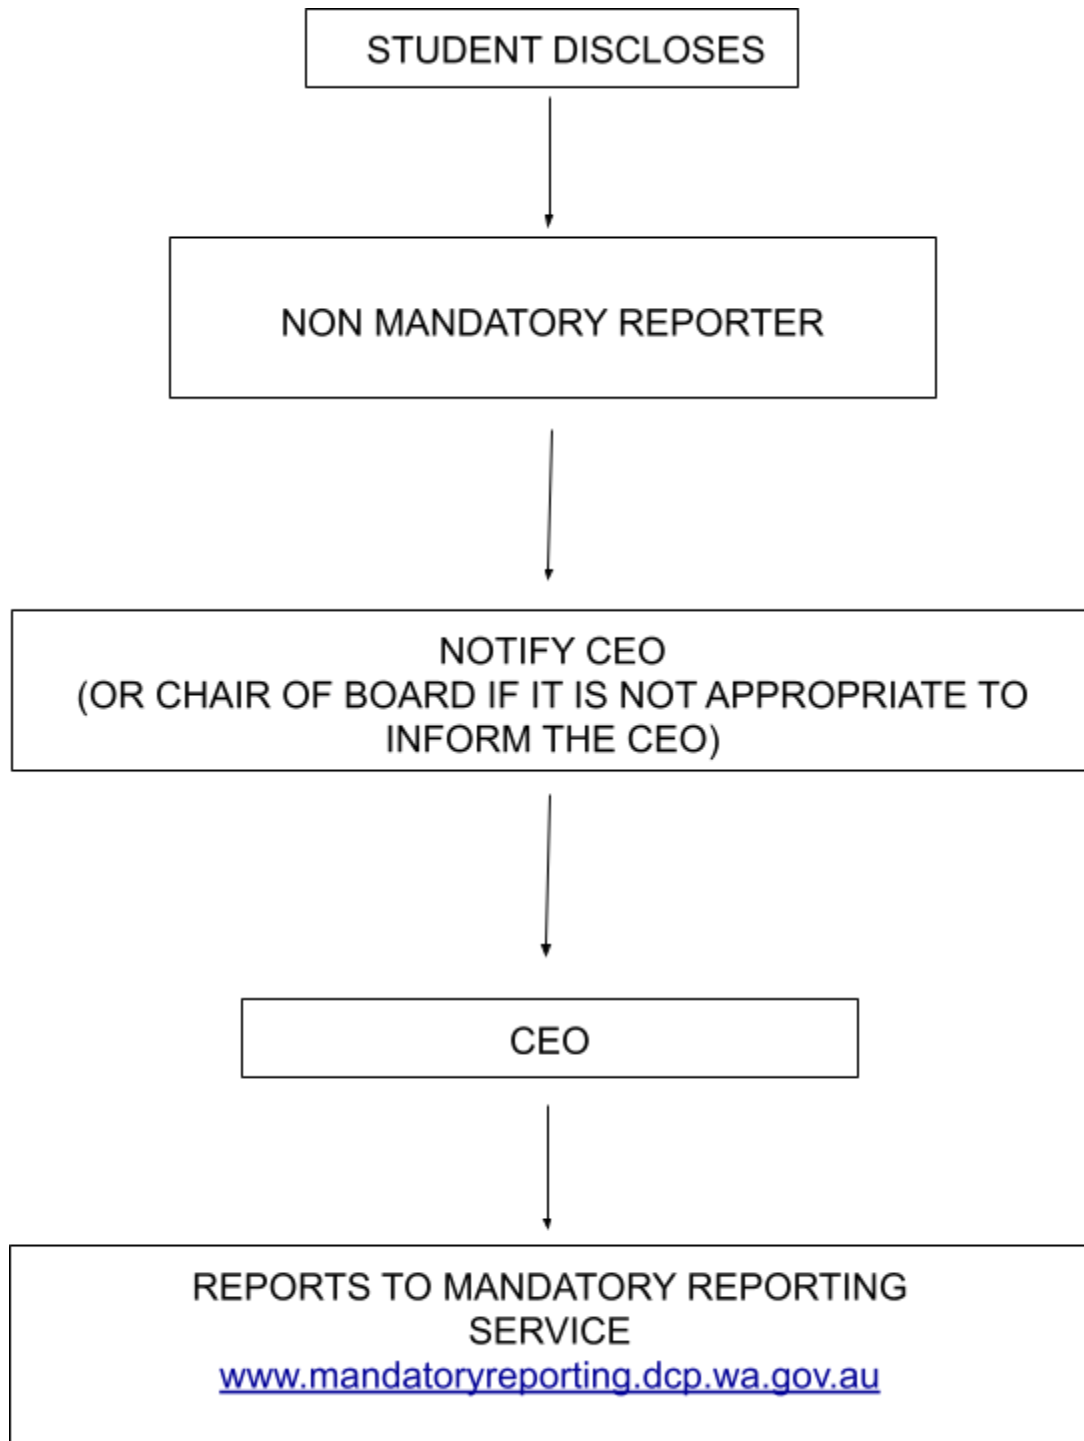 STUDENT DISCLOSES
NON MANDATORY REPORTER
NOTIFY CEO
(OR CHAIR OF BOARD IF IT IS NOT APPROPRIATE TO
INFORM THE CEO)
CEO
REPORTS TO MANDATORY REPORTING
SERVICE
www.mandatoryreporting.dcp.wa.gov.au